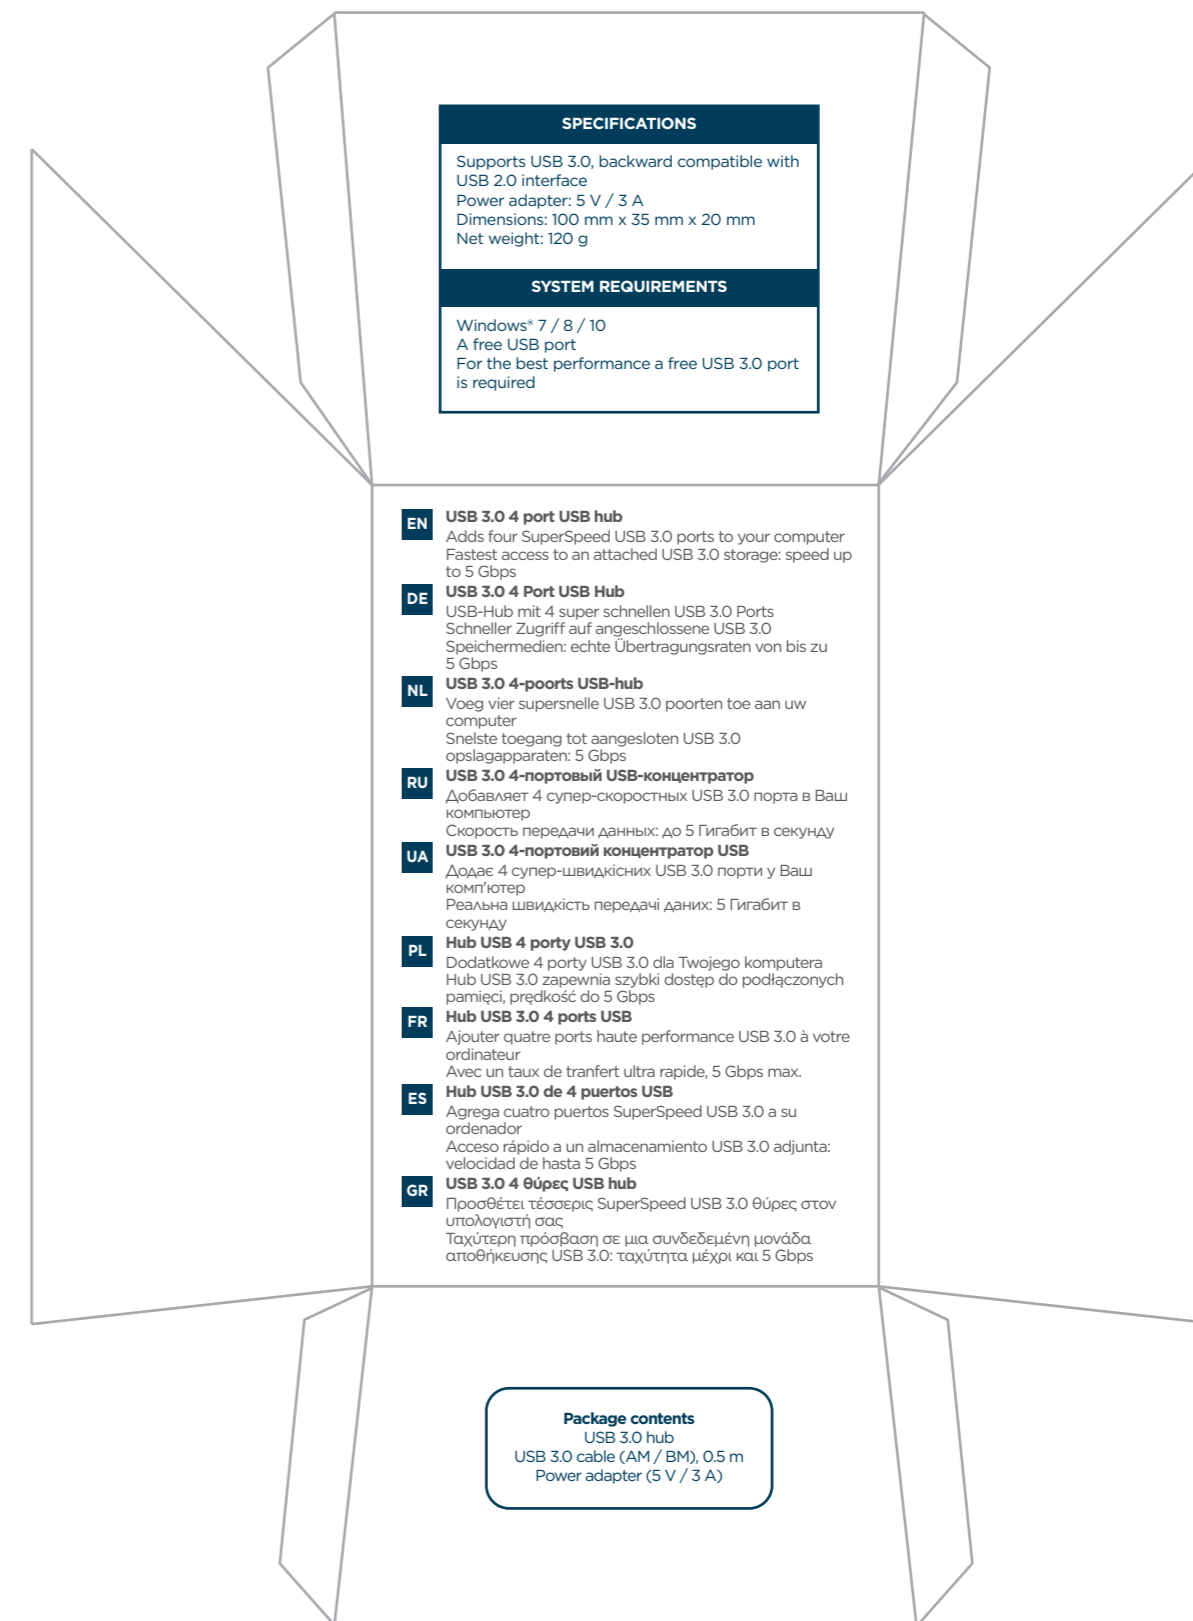 SPECIFICATIONS
Supports USB 3.0, backward compatible with
USB 2.0 interface
Power adapter: 5 V / 3 A
Dimensions: 100 mm x 35 mm x 20 mm
Net weight: 120 g
SYSTEM REQUIREMENTS
Windows® 7 / 8 / 10
A free USB port
For the best performance a free USB 3.0 port
is required
EN USB 3.0 4 port USB hub
Adds four SuperSpeed USB 3.0 ports to your computer
Fastest access to an attached USB 3.0 storage: speed up
to 5 Gbps
DE USB 3.0 4 Port USB Hub
USB-Hub mit 4 super schnellen USB 3.0 Ports
Schneller Zugriff auf angeschlossene USB 3.0
Speichermedien: echte Übertragungsraten von bis zu
5 Gbps
NL USB 3.0 4-poorts USB-hub
Voeg vier supersnelle USB 3.0 poorten toe aan uw
computer
Snelste toegang tot aangesloten USB 3.0
opslagapparaten: 5 Gbps
RU USB 3.0 4-портовый USB-концентратор
Добавляет 4 супер-скоростных USB 3.0 порта в Ваш
компьютер
Скорость передачи данных: до 5 Гигабит в секунду
UA USB 3.0 4-портовий концентратор USB
Додає 4 супер-швидкісних USB 3.0 порти у Ваш
комп'ютер
Реальна швидкість передачі даних: 5 Гигабит в
секунду
PL Hub USB 4 porty USB 3.0
Dodatkowe 4 porty USB 3.0 dla Twojego komputera
Hub USB 3.0 zapewnia szybki dostęp do podłączonych
pamięci, prędkość do 5 Gbps
FR Hub USB 3.0 4 ports USB
Ajouter quatre ports haute performance USB 3.0 à votre
ordinateur
Avec un taux de tranfert ultra rapide, 5 Gbps max.
ES Hub USB 3.0 de 4 puertos USB
Agrega cuatro puertos SuperSpeed USB 3.0 a su
ordenador
Acceso rápido a un almacenamiento USB 3.0 adjunta:
velocidad de hasta 5 Gbps
GR USB 3.0 4 θύρες USB hub
Προσθέτει τέσσερις SuperSpeed USB 3.0 θύρες στον
υπολογιστή σας
Ταχύτερη πρόσβαση σε μια συνδεδεμένη μονάδα
αποθήκευσης USB 3.0: ταχύτητα μέχρι και 5 Gbps
Package contents
USB 3.0 hub
USB 3.0 cable (AM / BM), 0.5 m
Power adapter (5 V / 3 A)